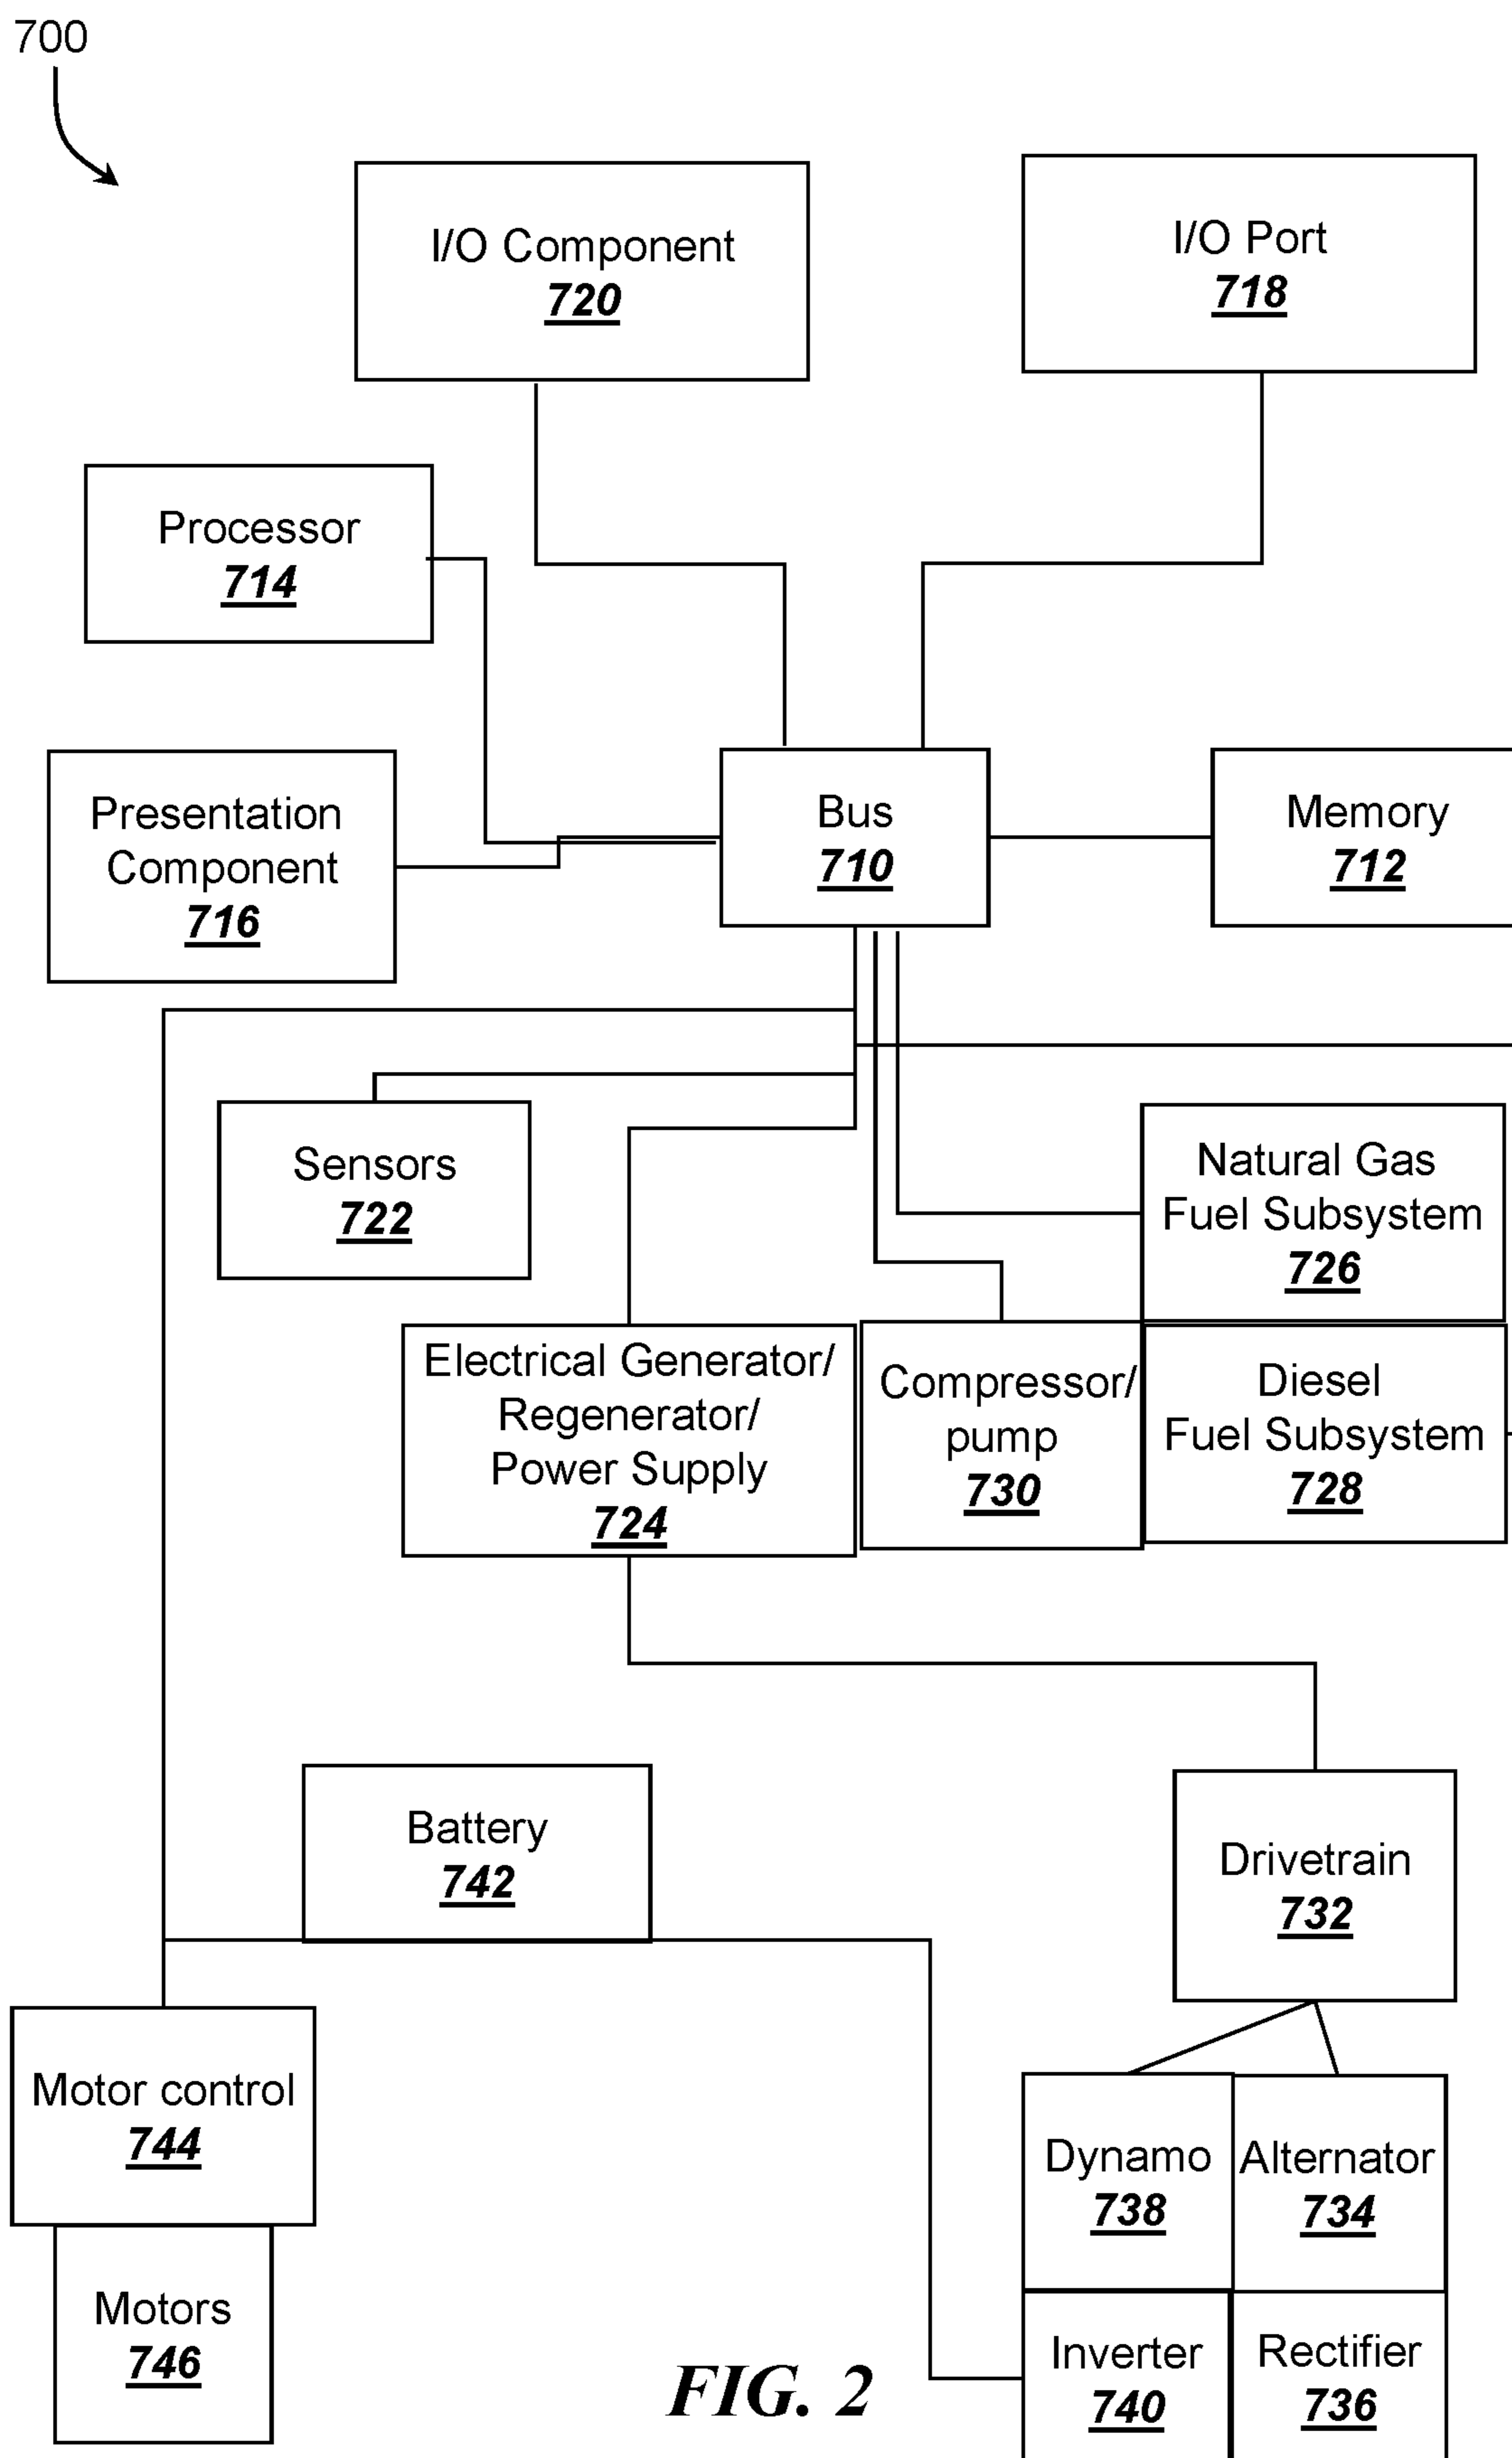 700
I/O Component
720
I/O Port
718
Processor
714
Presentation
Component
716
Bus
710
Memory
712
Sensors
722
Natural Gas
Fuel Subsystem
726
Electrical Generator/
Regenerator/
Power Supply
724
Compressor/
pump
730
Diesel
Fuel Subsystem
728
Battery
742
Drivetrain
732
Motor control
744
Dynamo
738
Alternator
734
Motors
746
Inverter
740
Rectifier
736
FIG. 2